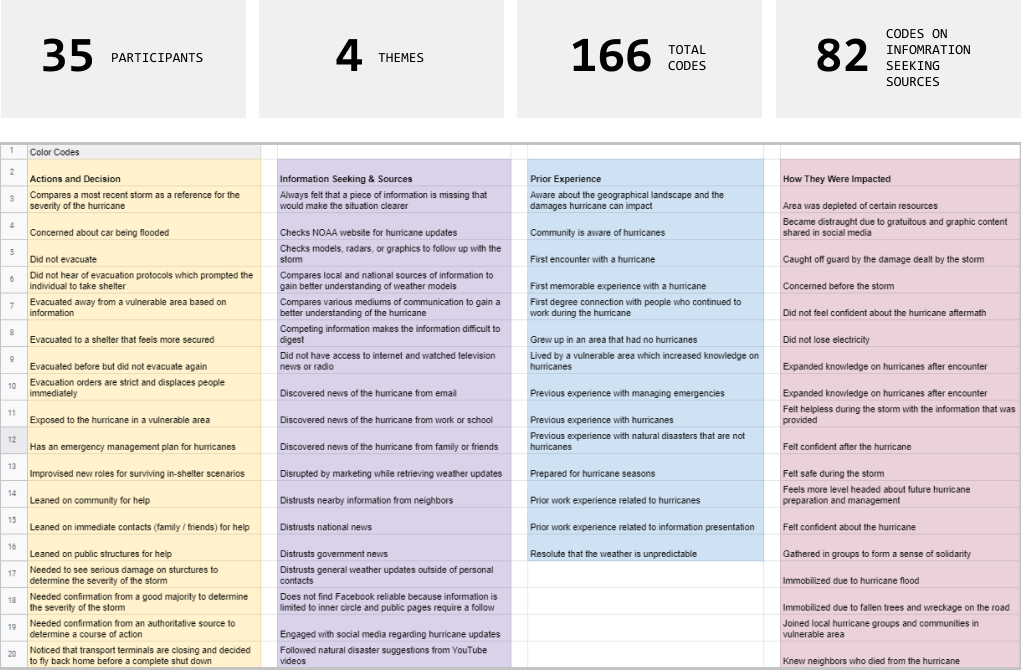 35 PARTICIPANTS
4 THEMES
166 TOTAL
CODES
82 CODES ON
INFOMRATION
SEEKING
SOURCES
1 Color Codes
2 Actions and Decision Information Seeking & Sources Prior Experience How They Were Impacted
3 Compares a most recent storm as a reference for the
severity of the hurricane
Always felt that a piece of information is missing that
would make the situation clearer
Aware about the geographical landscape and the
damages hurricane can impact
Area was depleted of certain resources
4 Concerned about car being flooded
Checks NOAA website for hurricane updates
Community is aware of hurricanes
Became distraught due to gratuitous and graphic content
shared in social media
5 Did not evacuate
Checks models, radars, or graphics to follow up with the
storm
First encounter with a hurricane
Caught off guard by the damage dealt by the storm
6 Did not hear of evacuation protocols which prompted the
individual to take shelter
Compares local and national sources of information to
gain better understanding of weather models
First memorable experience with a hurricane
Concerned before the storm
7 Evacuated away from a vulnerable area based on
information
Compares various mediums of communication to gain a
better understanding of the hurricane
First degree connection with people who continued to
work during the hurricane
Did not feel confident about the hurricane aftermath
8 Evacuated to a shelter that feels more secured
Competing information makes the information difficult to
digest
Grew up in an area that had no hurricanes
Did not lose electricity
9 Evacuated before but did not evacuate again
Did not have access to internet and watched television
news or radio
Lived by a vulnerable area which increased knowledge on
hurricanes
Expanded knowledge on hurricanes after encounter
10 Evacuation orders are strict and displaces people
immediately
Discovered news of the hurricane from email
Previous experience with managing emergencies
Expanded knowledge on hurricanes after encounter
11 Exposed to the hurricane in a vulnerable area
Discovered news of the hurricane from work or school
Previous experience with hurricanes
Felt helpless during the storm with the information that was
provided
12 Has an emergency management plan for hurricanes
Discovered news of the hurricane from family or friends
Previous experience with natural disasters that are not
hurricanes
Felt confident after the hurricane
13 Improvised new roles for surviving in-shelter scenarios
Disrupted by marketing while retrieving weather updates
Prepared for hurricane seasons
Felt safe during the storm
14 Leaned on community for help
Distrusts nearby information from neighbors
Prior work experience related to hurricanes
Feels more level headed about future hurricane
preparation and management
15 Leaned on immediate contacts (family / friends) for help
Distrusts national news
Prior work experience related to information presentation
Felt confident about the hurricane
16 Leaned on public structures for help
Distrusts government news
Resolute that the weather is unpredictable
Gathered in groups to form a sense of solidarity
17 Needed to see serious damage on sturctures to
determine the severity of the storm
Distrusts general weather updates outside of personal
contacts
Immobilized due to hurricane flood
18 Needed confirmation from a good majority to determine
the severity of the storm
Does not find Facebook reliable because information is
limited to inner circle and public pages require a follow
Immobilized due to fallen trees and wreckage on the road
19 Needed confirmation from an authoritative source to
determine a course of action
Engaged with social media regarding hurricane updates
Joined local hurricane groups and communities in
vulnerable area
20 Noticed that transport terminals are closing and decided
to fly back home before a complete shut down
Followed natural disaster suggestions from YouTube
videos
Knew neighbors who died from the hurricane